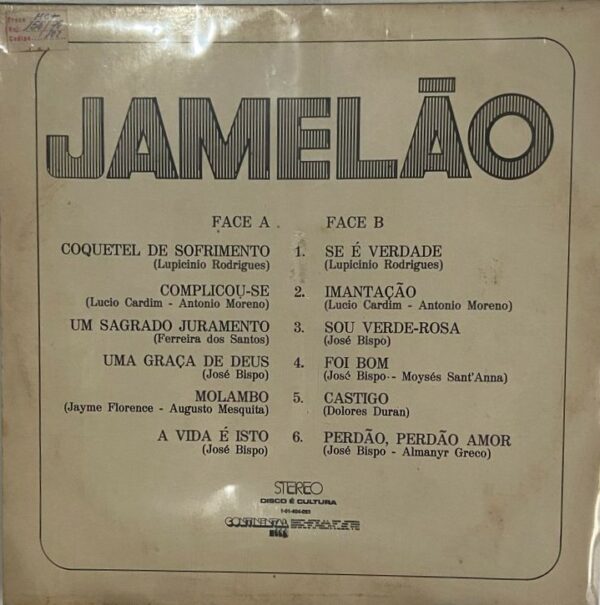 JAMELÃO
FACE A FACE B
COQUETEL DE SOFRIMENTO 1. SE É VERDADE
(Lupicinio Rodrigues) (Lupicinio Rodrigues)
COMPLICOU-SE 2. IMANTAÇÃO
(Lucio Cardim - Antonio Moreno) (Lucio Cardim - Antonio Moreno)
UM SAGRADO JURAMENTO 3. SOU VERDE-ROSA
(Ferreira dos Santos) (José Bispo)
UMA GRAÇA DE DEUS 4. FOI BOM
(José Bispo) (José Bispo - Moysés Sant'Anna)
MOLAMBO 5. CASTIGO
(Jayme Florence - Augusto Mesquita) (Dolores Duran)
A VIDA É ISTO 6. PERDÃO, PERDÃO AMOR
(José Bispo) (José Bispo - Almanyr Greco)
STEREO
DISCO É CULTURA
CONTINENTAL